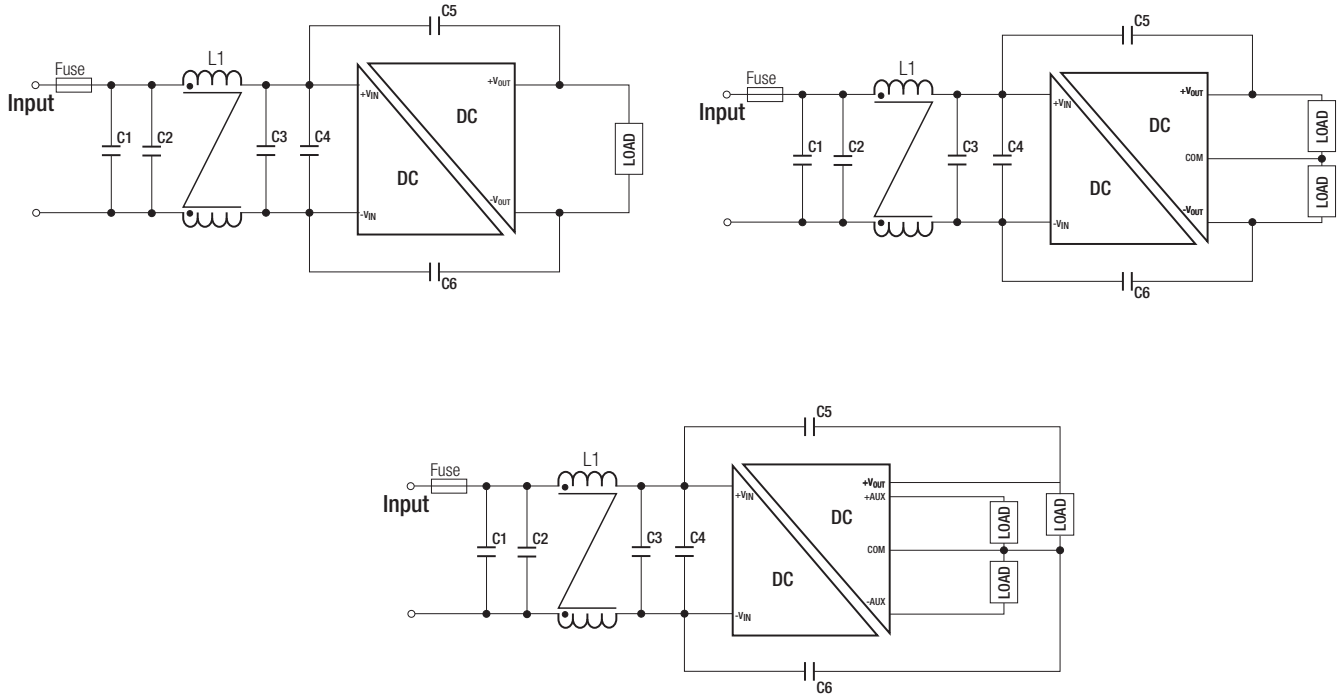 C5
Fuse
L1
Input
C1
C2
C3
C4
+VIN
DC
DC
-VIN
+VOUT
-VOUT
LOAD
C6
C5
Fuse
L1
Input
C1
C2
C3
C4
+VIN
DC
DC
-VIN
+VOUT
COM
-VOUT
LOAD
LOAD
C6
C5
Fuse
L1
Input
C1
C2
C3
C4
+VIN
DC
DC
-VIN
+VOUT
+AUX
COM
-AUX
LOAD
LOAD
LOAD
C6